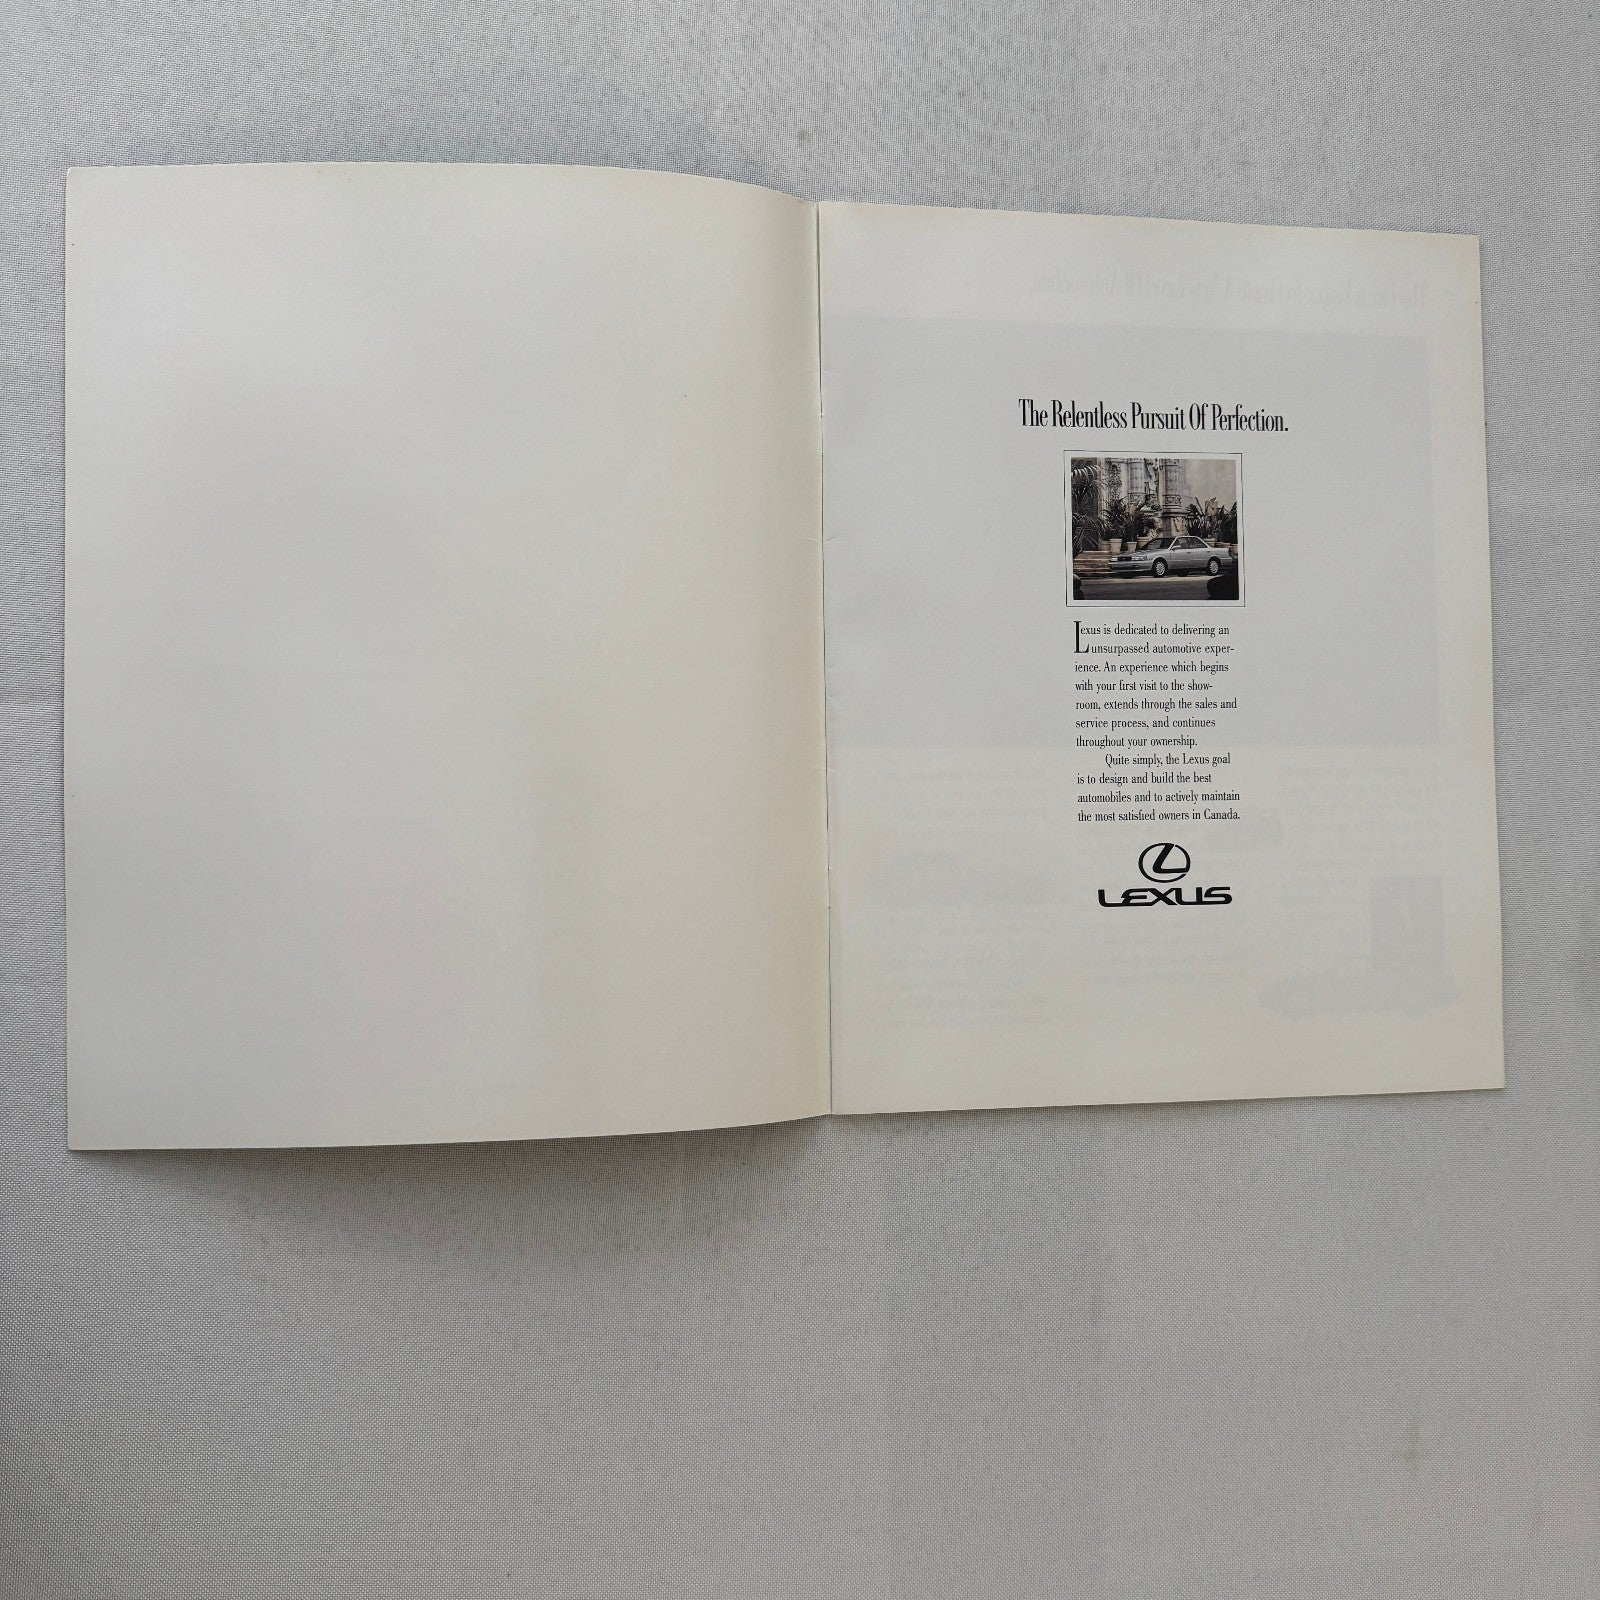 The Relentless Pursuit Of Perfection.
Lexus is dedicated to delivering an
unsurpassed automotive exper-
ience. An experience which begins
with your first visit to the show-
room, extends through the sales and
service process, and continues
throughout your ownership.
Quite simply, the Lexus goal
is to design and build the best
automobiles and to actively maintain
the most satisfied owners in Canada.
LEXUS